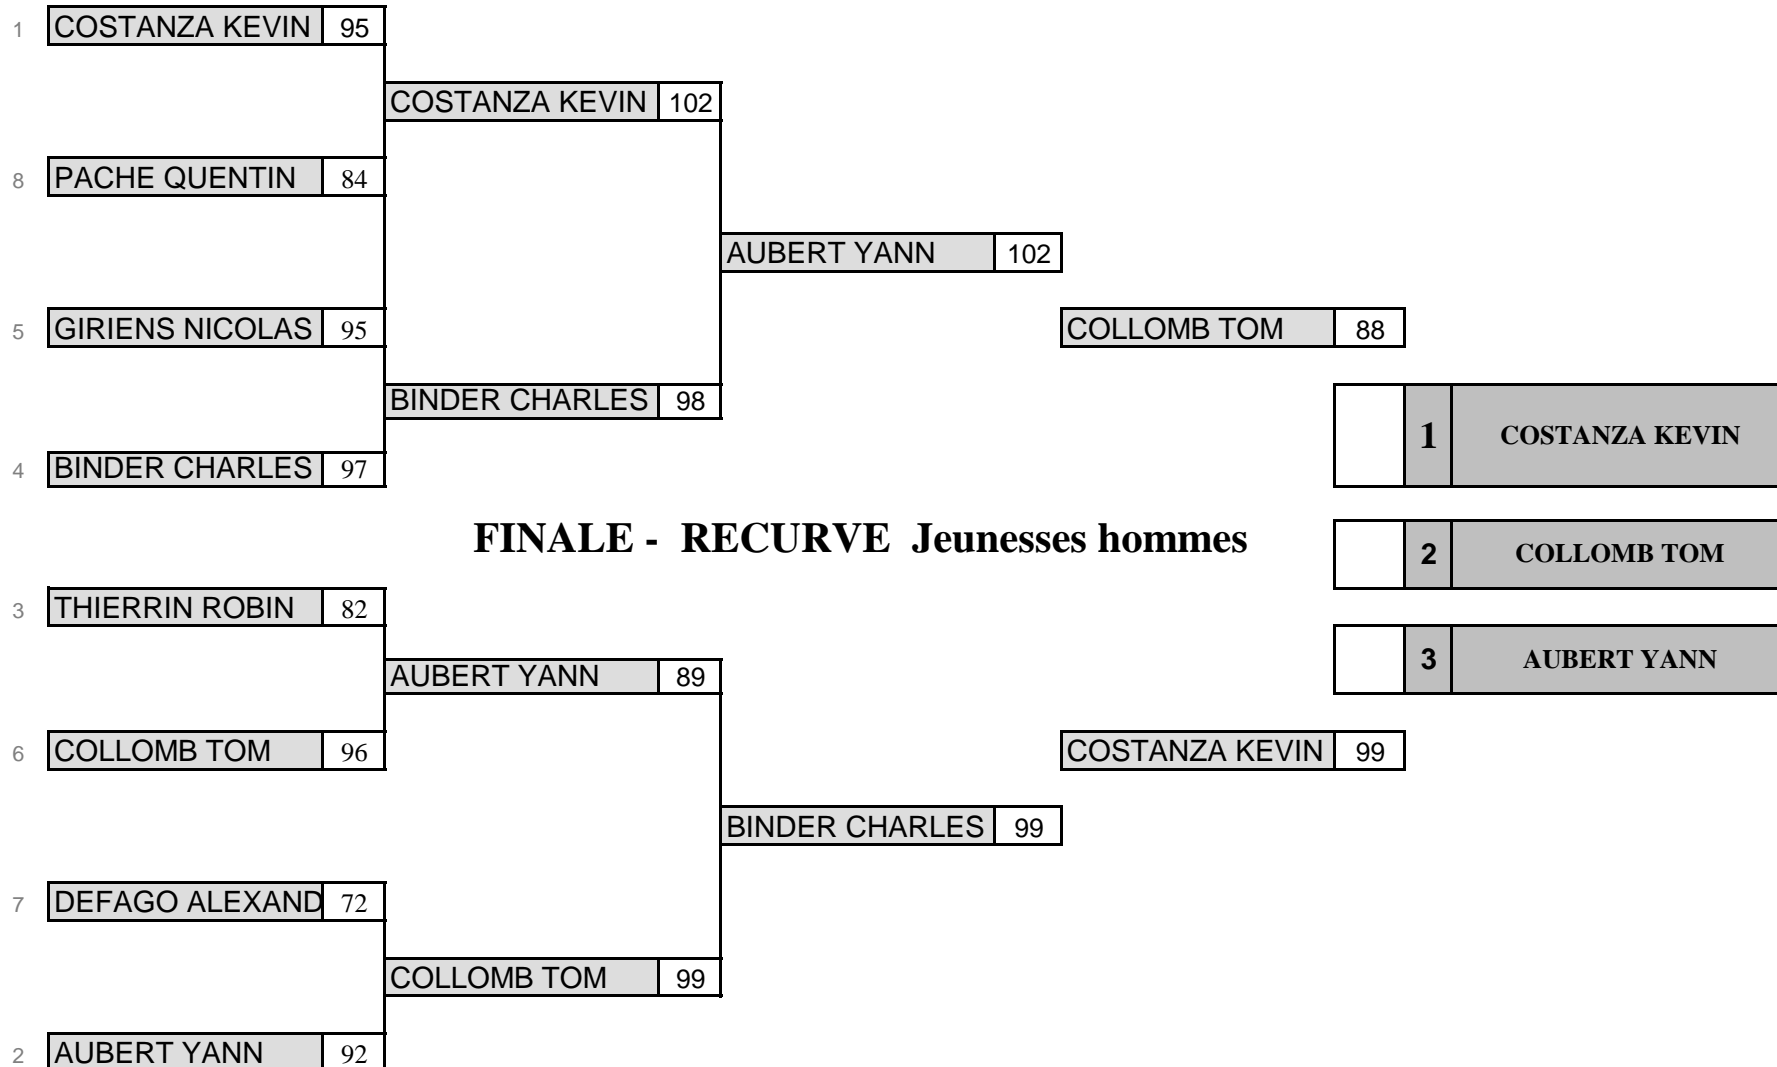 1 COSTANZA KEVIN 95
COSTANZA KEVIN 102
8 PACHE QUENTIN 84
AUBERT YANN 102
5 GIRIENS NICOLAS 95
COLLOMB TOM 88
BINDER CHARLES 98
1 COSTANZA KEVIN
4 BINDER CHARLES 97
FINALE - RECURVE Jeunesses hommes
2 COLLOMB TOM
3 THIERRIN ROBIN 82
3 AUBERT YANN
AUBERT YANN 89
6 COLLOMB TOM 96
COSTANZA KEVIN 99
BINDER CHARLES 99
7 DEFAGO ALEXAND 72
COLLOMB TOM 99
2 AUBERT YANN 92